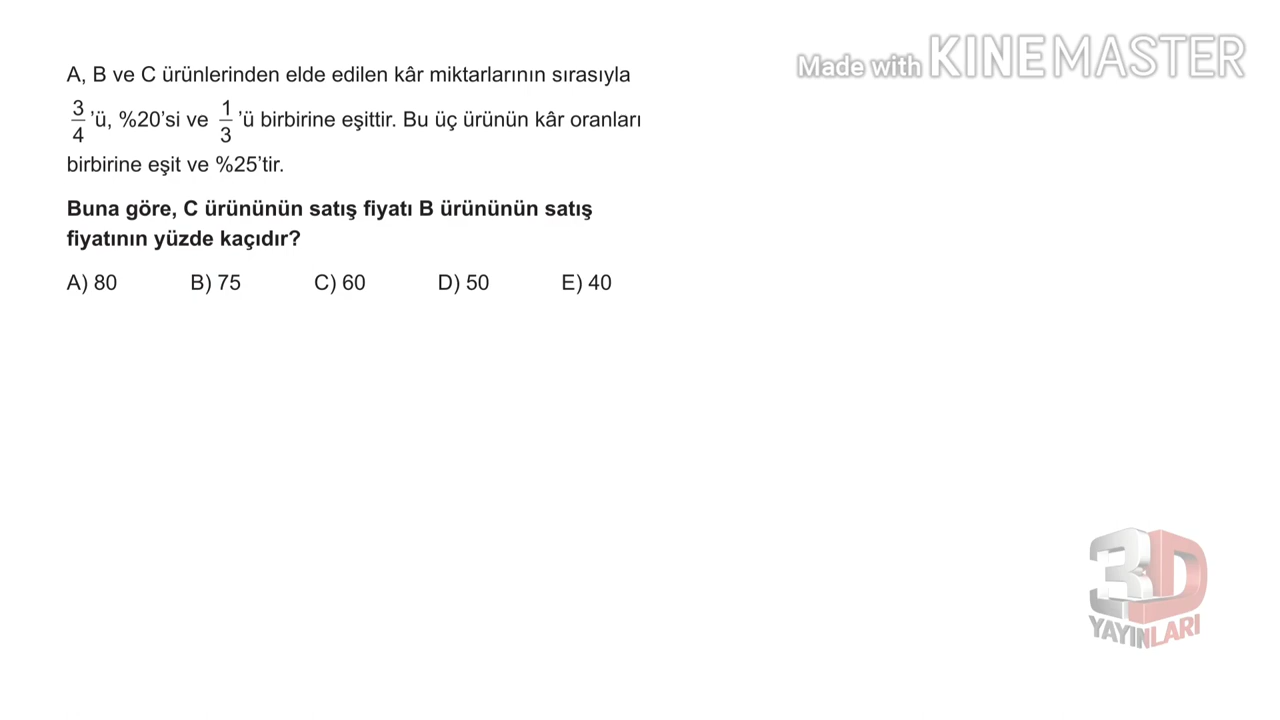 Made with KINEMASTER
A, B ve C ürünlerinden elde edilen kâr miktarlarının sırasıyla
3/4 'ü, %20'si ve 1/3 'ü birbirine eşittir. Bu üç ürünün kâr oranları
birbirine eşit ve %25'tir.
Buna göre, C ürününün satış fiyatı B ürününün satış
fiyatının yüzde kaçıdır?
A) 80 B) 75 C) 60 D) 50 E) 40
3D
YAYINLARI